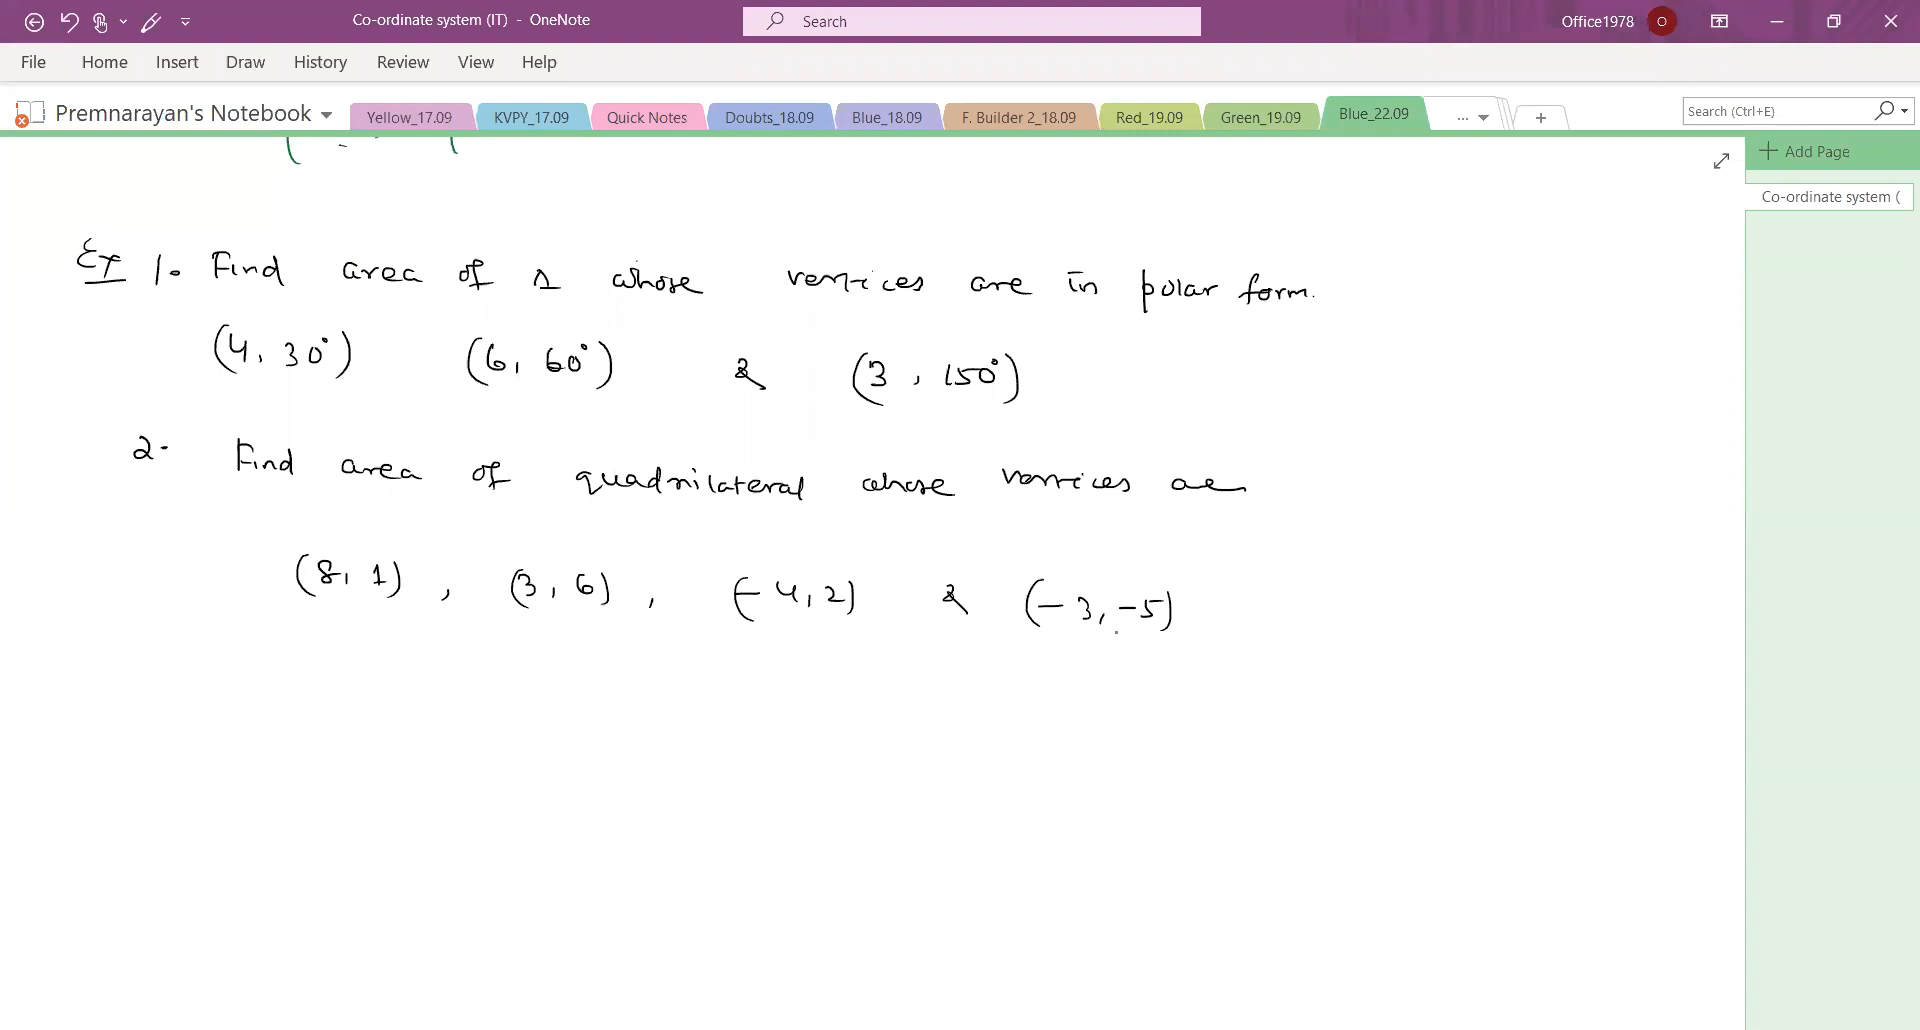 Co-ordinate system (IT) - OneNote
Search
Office1978
O
File Home Insert Draw History Review View Help
Premnarayan's Notebook
Yellow_17.09 KVPY_17.09 Quick Notes Doubts_18.09 Blue_18.09 F. Builder 2_18.09 Red_19.09 Green_19.09 Blue_22.09 ...
Search (Ctrl+E)
Add Page
Co-ordinate system (
Ex 1. Find area of Δ whose vertices are in polar form.
(4, 30°) (6, 60°) & (3, 150°)
2. Find area of quadrilateral whose vertices are
(8, 1), (3, 6), (-4, 2) & (-3, -5)